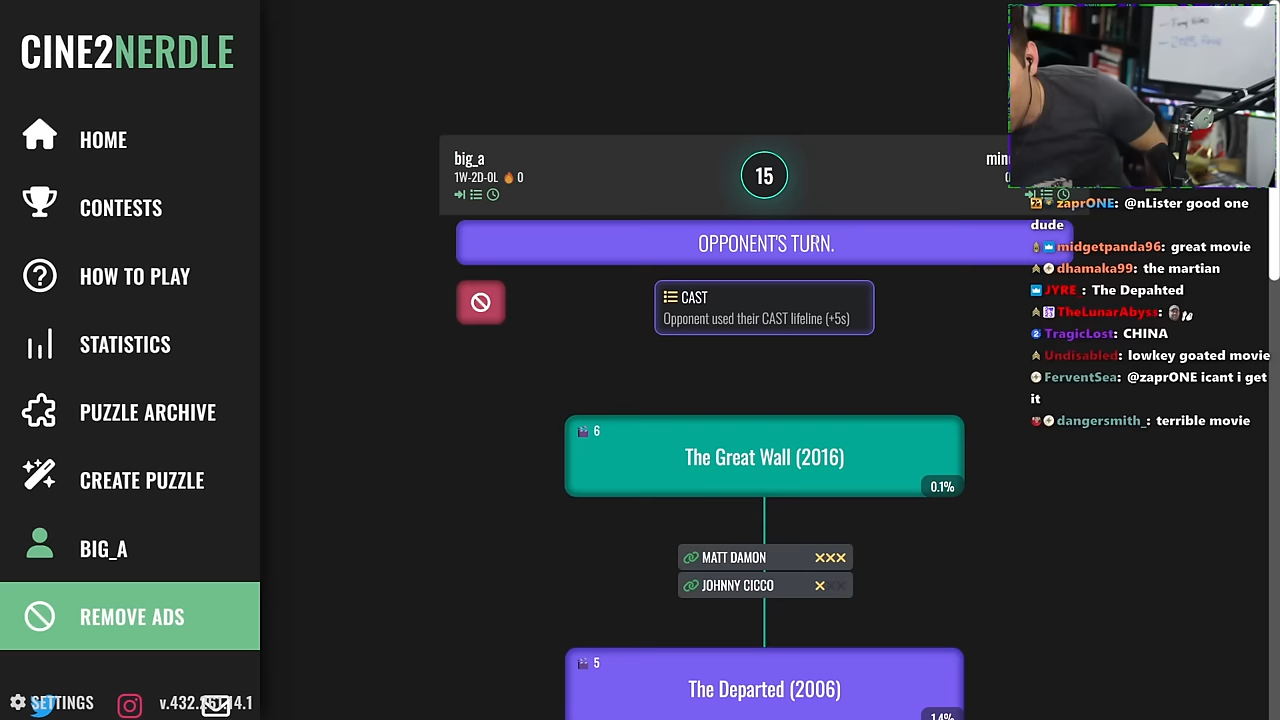 CINE2NERDLE
HOME
CONTESTS
HOW TO PLAY
STATISTICS
PUZZLE ARCHIVE
CREATE PUZZLE
BIG_A
REMOVE ADS
SETTINGS
big_a
1W-2D-0L 0
15
OPPONENT'S TURN.
CAST
Opponent used their CAST lifeline (+5s)
6
The Great Wall (2016)
0.1%
MATT DAMON
JOHNNY CICCO
5
The Departed (2006)
zaprONE: @nLister good one
dude
midgetpanda96: great movie
dhamaka99: the martian
JYRE_: The Depahted
TheLunarAbyss:
TragicLost: CHINA
Undisabled: lowkey goated movie
FerventSea: @zaprONE icant i get
it
dangersmith_: terrible movie